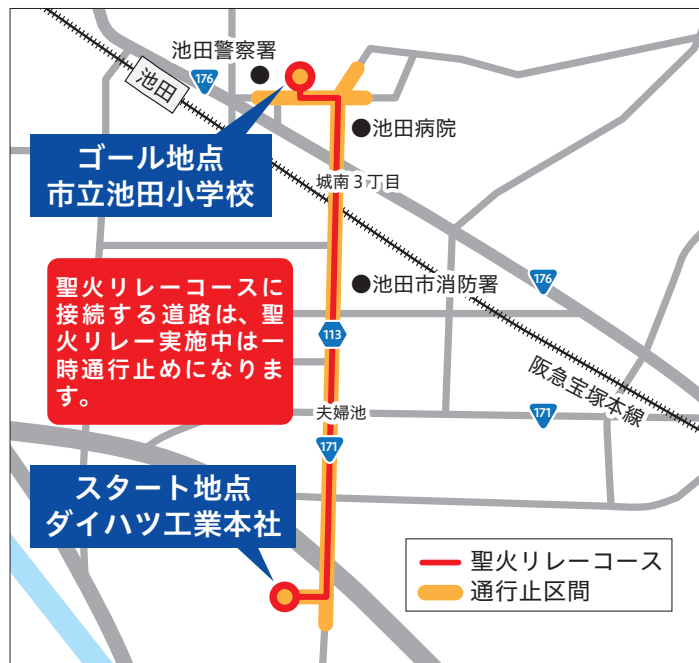 池田警察署
176
池田
池田病院
ゴール地点
市立池田小学校
城南3丁目
聖火リレーコースに
接続する道路は、聖
火リレー実施中は一
時通行止めになりま
す。
池田市消防署
176
113
阪急宝塚本線
夫婦池
171
171
スタート地点
ダイハツ工業本社
聖火リレーコース
通行止区間